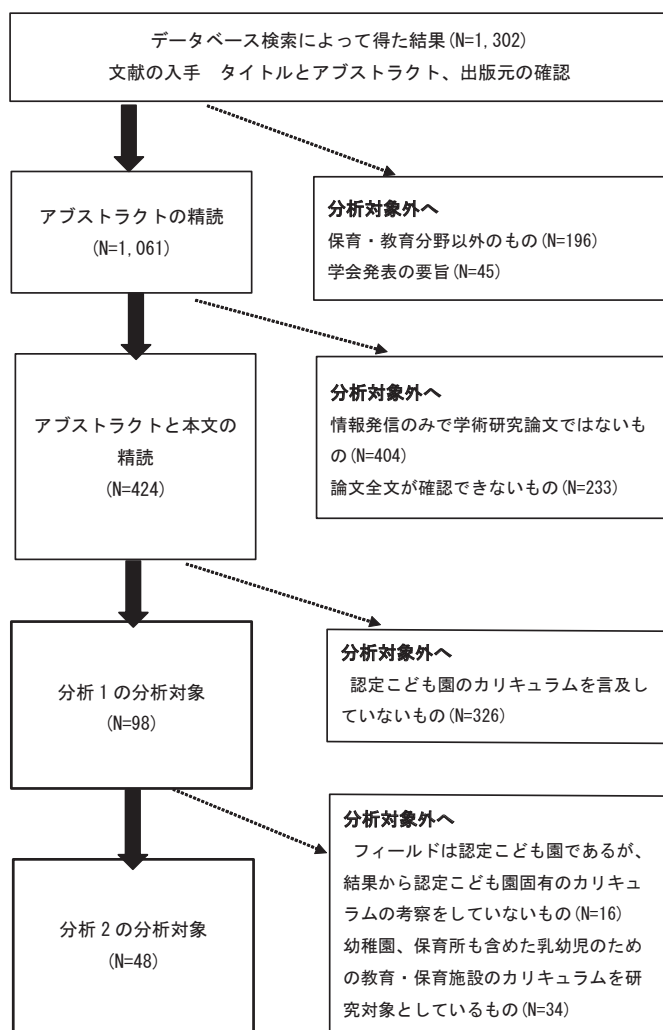 データベース検索によって得た結果(N=1,302)
文献の入手　タイトルとアブストラクト、出版元の確認
アブストラクトの精読
(N=1,061)
分析対象外へ
保育・教育分野以外のもの(N=196)
学会発表の要旨(N=45)
アブストラクトと本文の
精読
(N=424)
分析対象外へ
情報発信のみで学術研究論文ではないも
の(N=404)
論文全文が確認できないもの(N=233)
分析１の分析対象
(N=98)
分析対象外へ
認定こども園のカリキュラムを言及し
ていないもの(N=326)
分析２の分析対象
(N=48)
分析対象外へ
フィールドは認定こども園であるが、
結果から認定こども園固有のカリキュ
ラムの考察をしていないもの(N=16)
幼稚園、保育所も含めた乳幼児のため
の教育・保育施設のカリキュラムを研
究対象としているもの(N=34)